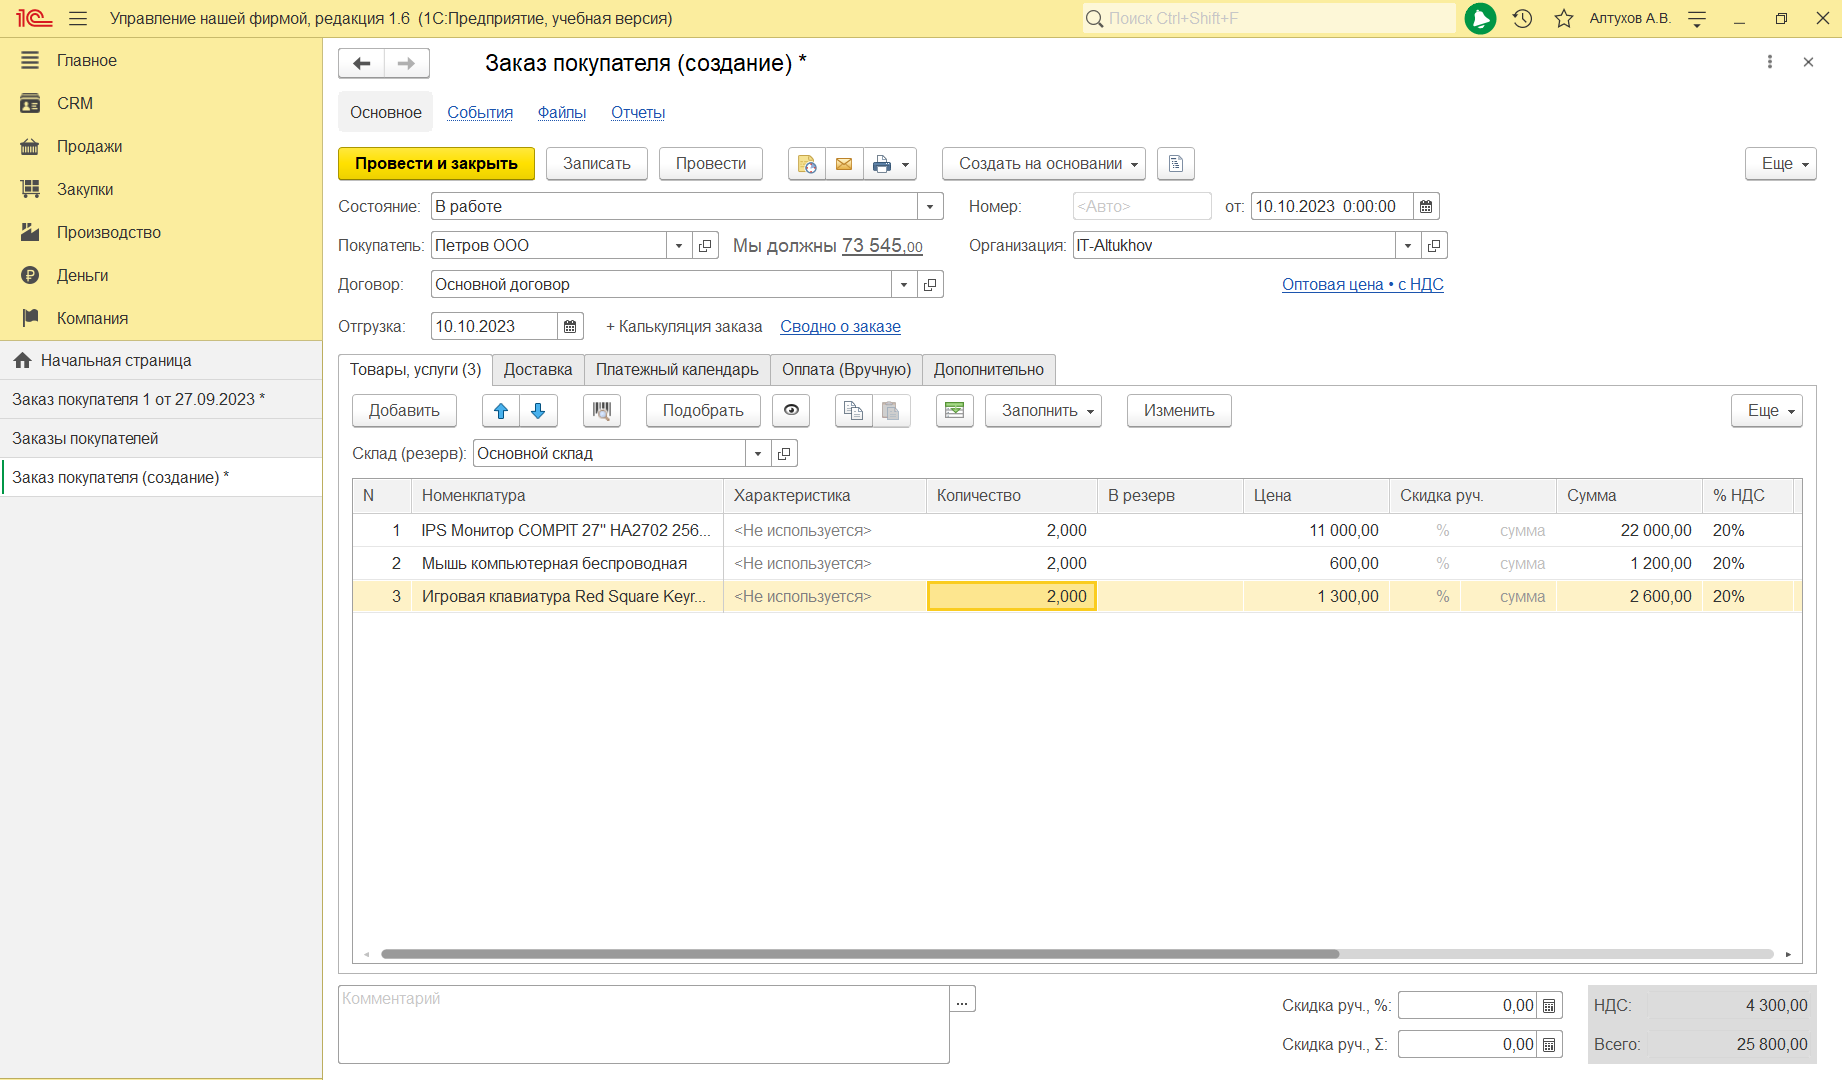 1С Управление нашей фирмой, редакция 1.6 (1С:Предприятие, учебная версия) Поиск Ctrl+Shift+F Алтухов А.В.
Главное
CRM
Продажи
Закупки
Производство
Деньги
Компания
Начальная страница
Заказ покупателя 1 от 27.09.2023 *
Заказы покупателей
Заказ покупателя (создание) *
Заказ покупателя (создание) *
Основное События Файлы Отчеты
Провести и закрыть Записать Провести Создать на основании Еще
Состояние: В работе Номер: <Авто> от: 10.10.2023 0:00:00
Покупатель: Петров ООО Мы должны 73 545,00 Организация: IT-Altukhov
Договор: Основной договор Оптовая цена • с НДС
Отгрузка: 10.10.2023 + Калькуляция заказа Сводно о заказе
Товары, услуги (3) Доставка Платежный календарь Оплата (Вручную) Дополнительно
Добавить Подобрать Заполнить Изменить Еще
Склад (резерв): Основной склад
N Номенклатура Характеристика Количество В резерв Цена Скидка руч. Сумма % НДС
1 IPS Монитор COMPIT 27" HA2702 256... <Не используется> 2,000 11 000,00 % сумма 22 000,00 20%
2 Мышь компьютерная беспроводная <Не используется> 2,000 600,00 % сумма 1 200,00 20%
3 Игровая клавиатура Red Square Keyr... <Не используется> 2,000 1 300,00 % сумма 2 600,00 20%
Комментарий ...
Скидка руч., %: 0,00 НДС: 4 300,00
Скидка руч., Σ: 0,00 Всего: 25 800,00